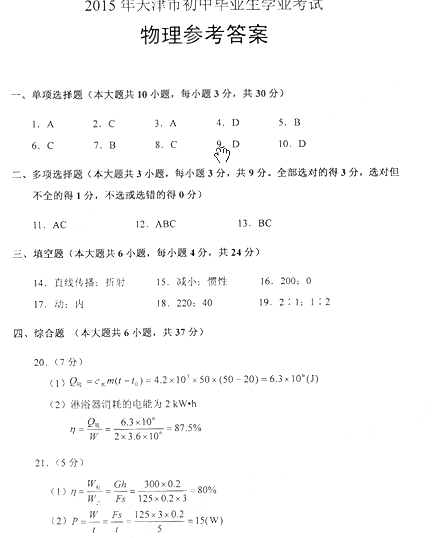 2015年天津市初中毕业生学业考试
物理参考答案
一、单项选择题（本大题共10小题，每小题3分，共30分）
1. A 2. C 3. A 4. D 5. B
6. C 7. B 8. C 9. D 10. D
二、多项选择题（本大题共3小题，每小题3分，共9分。全部选对的得3分，选对但
不全的得1分，不选或选错的得0分）
11. AC 12. ABC 13. BC
三、填空题（本大题共6小题，每小题4分，共24分）
14. 直线传播；折射 15. 减小；惯性 16. 200；0
17. 动；内 18. 220；40 19. 2∶1；1∶2
四、综合题 （本大题共6小题，共37分）
20.（7分）
（1）Q吸 = c水m(t − t₀) = 4.2×10³×50×(50−20) = 6.3×10⁶(J)
（2）淋浴器消耗的电能为2 kW•h
η = Q吸/W = 6.3×10⁶/2×3.6×10⁶ = 87.5%
21.（5分）
（1）η = W有/W总 = Gh/Fs = 300×0.2/125×0.2×3 = 80%
（2）P = W/t = Fs/t = 125×3×0.2/5 = 15(W)